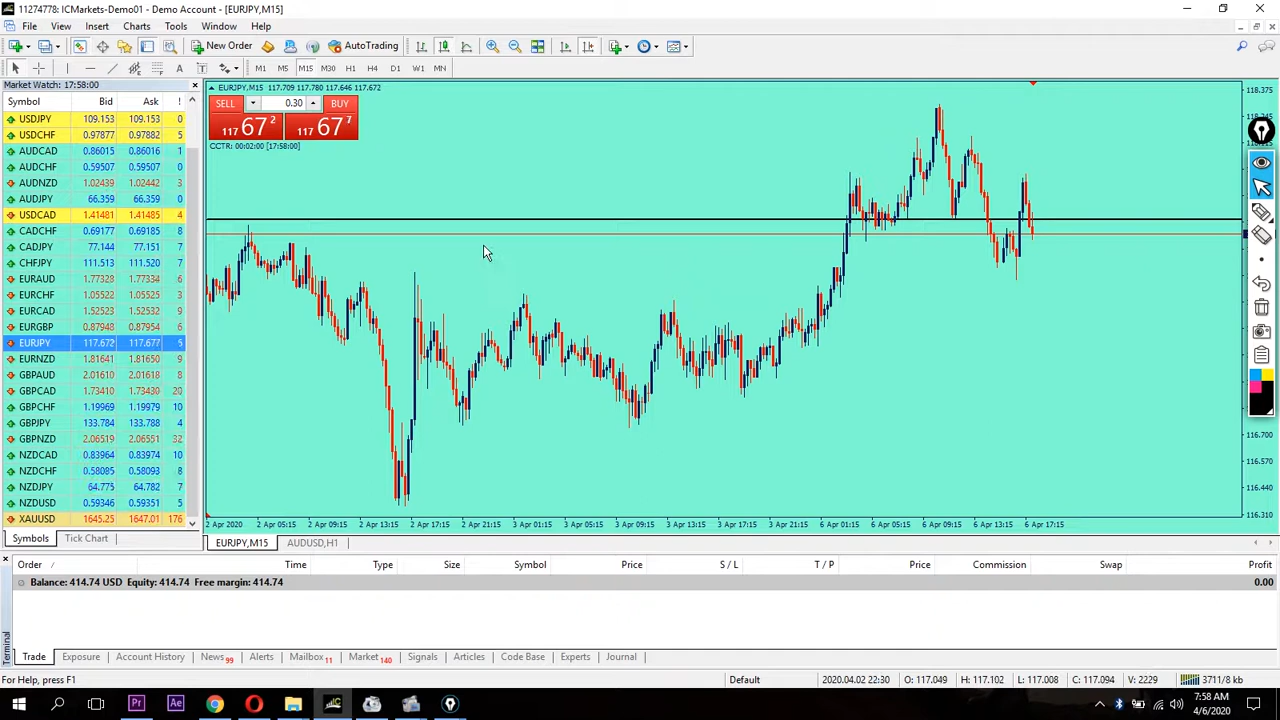 11274778: ICMarkets-Demo01 - Demo Account - [EURJPY,M15]
File View Insert Charts Tools Window Help
New Order AutoTrading
A T M1 M5 M15 M30 H1 H4 D1 W1 MN
Market Watch: 17:58:00
Symbol Bid Ask !
USDJPY 109.153 109.153 0
USDCHF 0.97877 0.97882 5
AUDCAD 0.86015 0.86016 1
AUDCHF 0.59507 0.59507 0
AUDNZD 1.02439 1.02442 3
AUDJPY 66.359 66.359 0
USDCAD 1.41481 1.41485 4
CADCHF 0.69177 0.69185 8
CADJPY 77.144 77.151 7
CHFJPY 111.513 111.520 7
EURAUD 1.77328 1.77334 6
EURCHF 1.05522 1.05525 3
EURCAD 1.52523 1.52532 9
EURGBP 0.87948 0.87954 6
EURJPY 117.672 117.677 5
EURNZD 1.81641 1.81650 9
GBPAUD 2.01610 2.01618 8
GBPCAD 1.73410 1.73430 20
GBPCHF 1.19969 1.19979 10
GBPJPY 133.784 133.788 4
GBPNZD 2.06519 2.06551 32
NZDCAD 0.83964 0.83974 10
NZDCHF 0.58085 0.58093 8
NZDJPY 64.775 64.782 7
NZDUSD 0.59346 0.59351 5
XAUUSD 1645.25 1647.01 176
Symbols Tick Chart
EURJPY,M15 117.709 117.780 117.646 117.672
SELL 0.30 BUY
117 67 2 117 67 7
CCTR: 00:02:00 [17:58:00]
118.375
116.700
116.570
116.440
116.310
2 Apr 2020 2 Apr 05:15 2 Apr 09:15 2 Apr 13:15 2 Apr 17:15 2 Apr 21:15 3 Apr 01:15 3 Apr 05:15 3 Apr 09:15 3 Apr 13:15 3 Apr 17:15 3 Apr 21:15 6 Apr 01:15 6 Apr 05:15 6 Apr 09:15 6 Apr 13:15 6 Apr 17:15
EURJPY,M15 AUDUSD,H1
Order / Time Type Size Symbol Price S / L T / P Price Commission Swap Profit
Balance: 414.74 USD Equity: 414.74 Free margin: 414.74 0.00
Terminal
Trade Exposure Account History News 99 Alerts Mailbox 11 Market 140 Signals Articles Code Base Experts Journal
For Help, press F1 Default 2020.04.02 22:30 O: 117.049 H: 117.102 L: 117.008 C: 117.094 V: 2229 3711/8 kb
Pr Ae
7:58 AM
4/6/2020